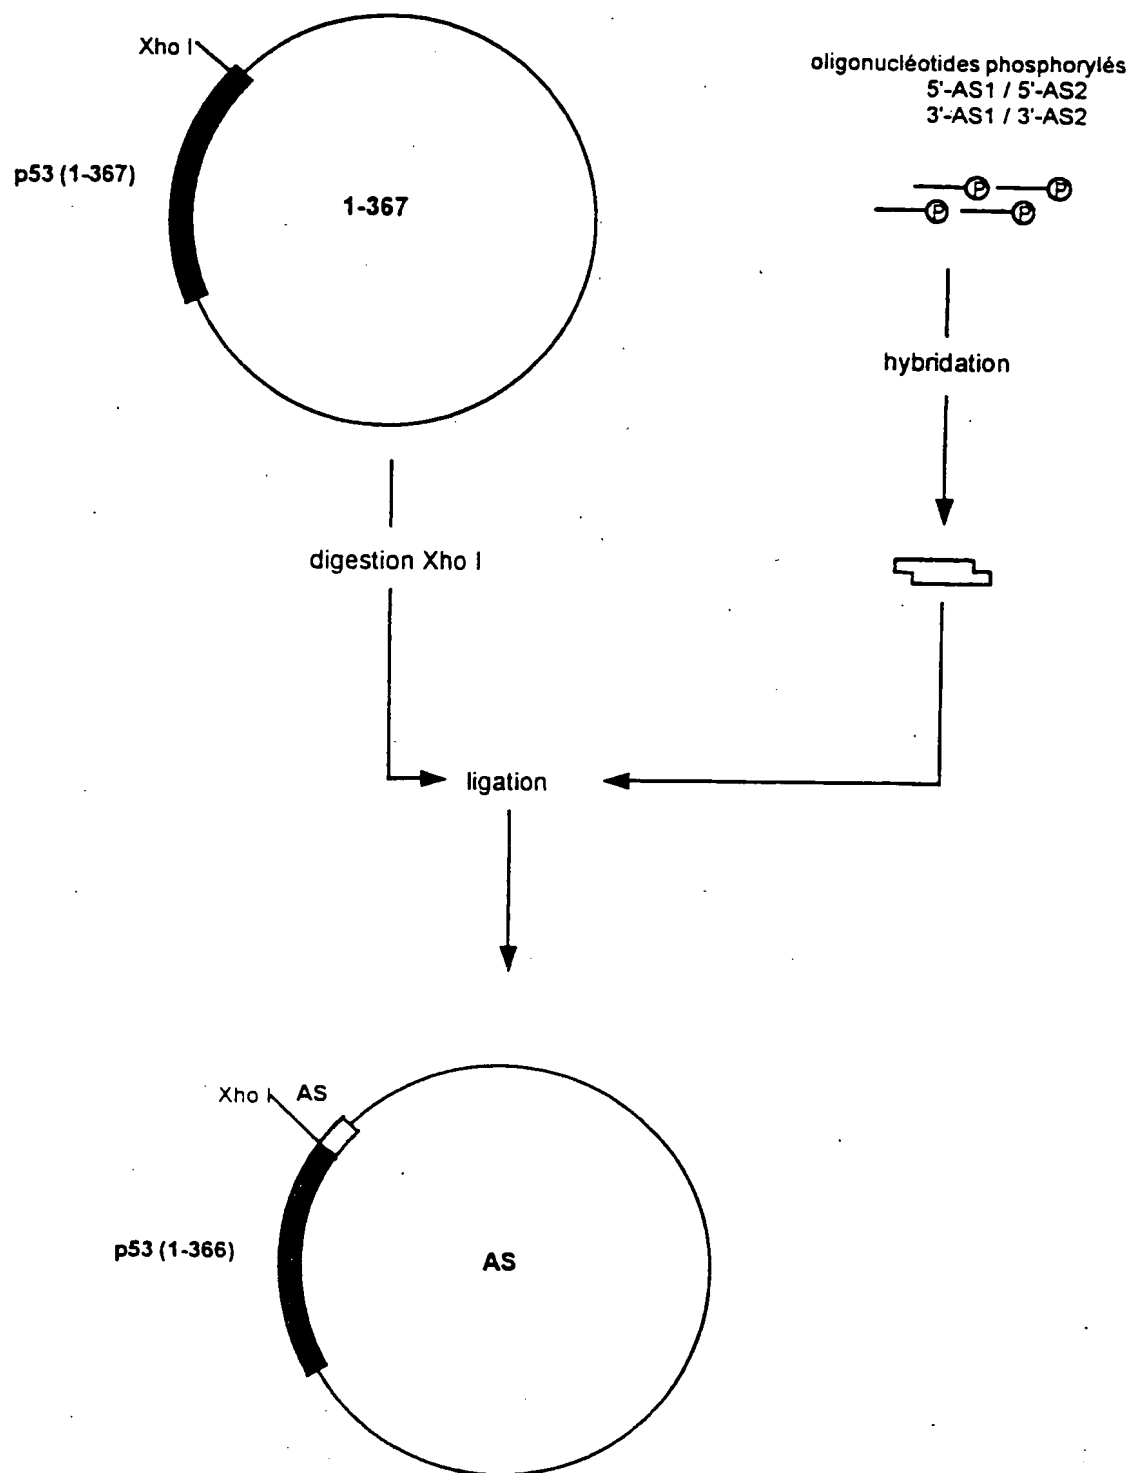 Xho I
p53 (1-367)
1-367
oligonucléotides phosphorylés
5'-AS1 / 5'-AS2
3'-AS1 / 3'-AS2
P P
P P
hybridation
digestion Xho I
ligation
Xho I AS
p53 (1-366)
AS